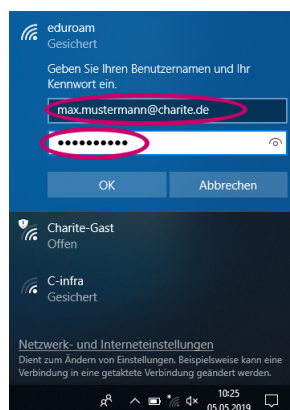 eduroam
Gesichert
Geben Sie Ihren Benutzernamen und Ihr
Kennwort ein.
max.mustermann@charite.de
••••••••••
OK Abbrechen
Charite-Gast
Offen
C-infra
Gesichert
Netzwerk- und Interneteinstellungen
Dient zum Ändern von Einstellungen. Beispielsweise kann eine
Verbindung in eine getaktete Verbindung geändert werden.
10:25
05.05.2019